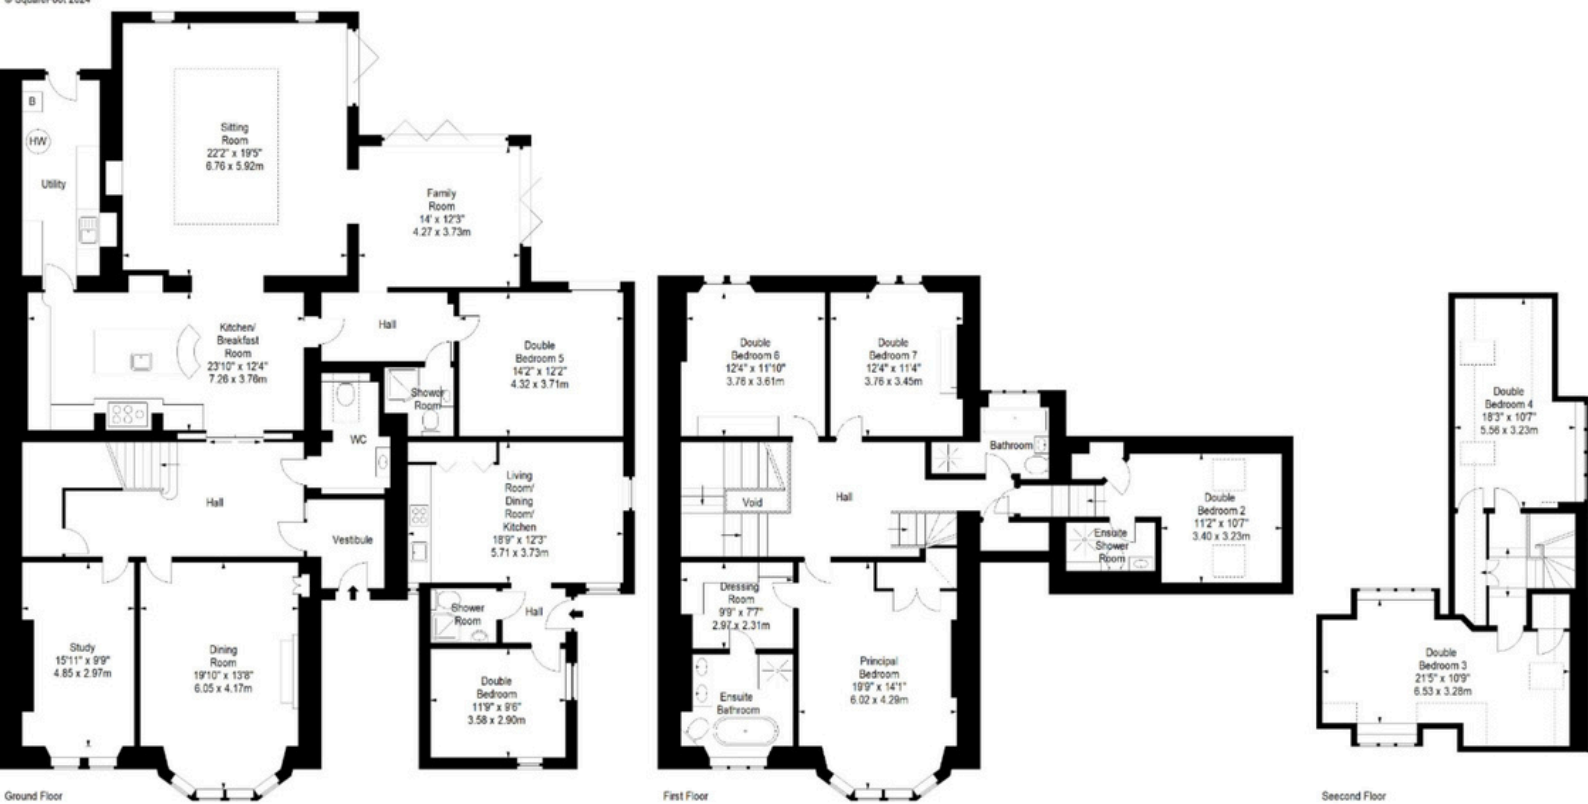 © SquareFoot 2024
B
HW
Utility
Sitting
Room
22'2" x 19'5"
6.76 x 5.92m
Family
Room
14' x 12'3"
4.27 x 3.73m
Kitchen/
Breakfast
Room
23'10" x 12'4"
7.26 x 3.76m
Hall
Double
Bedroom 5
14'2" x 12'2"
4.32 x 3.71m
Shower
Room
WC
Hall
Vestibule
Living
Room/
Dining
Room/
Kitchen
18'9" x 12'3"
5.71 x 3.73m
Shower
Room
Hall
Study
15'11" x 9'9"
4.85 x 2.97m
Dining
Room
19'10" x 13'8"
6.05 x 4.17m
Double
Bedroom
11'9" x 9'6"
3.58 x 2.90m
Ground Floor
Double
Bedroom 6
12'4" x 11'10"
3.76 x 3.61m
Double
Bedroom 7
12'4" x 11'4"
3.76 x 3.45m
Bathroom
Void
Hall
Double
Bedroom 2
11'2" x 10'7"
3.40 x 3.23m
Ensuite
Shower
Room
Dressing
Room
9'9" x 7'7"
2.97 x 2.31m
Principal
Bedroom
19'9" x 14'1"
6.02 x 4.29m
Ensuite
Bathroom
First Floor
Double
Bedroom 4
18'3" x 10'7"
5.56 x 3.23m
Double
Bedroom 3
21'5" x 10'9"
6.53 x 3.28m
Seecond Floor